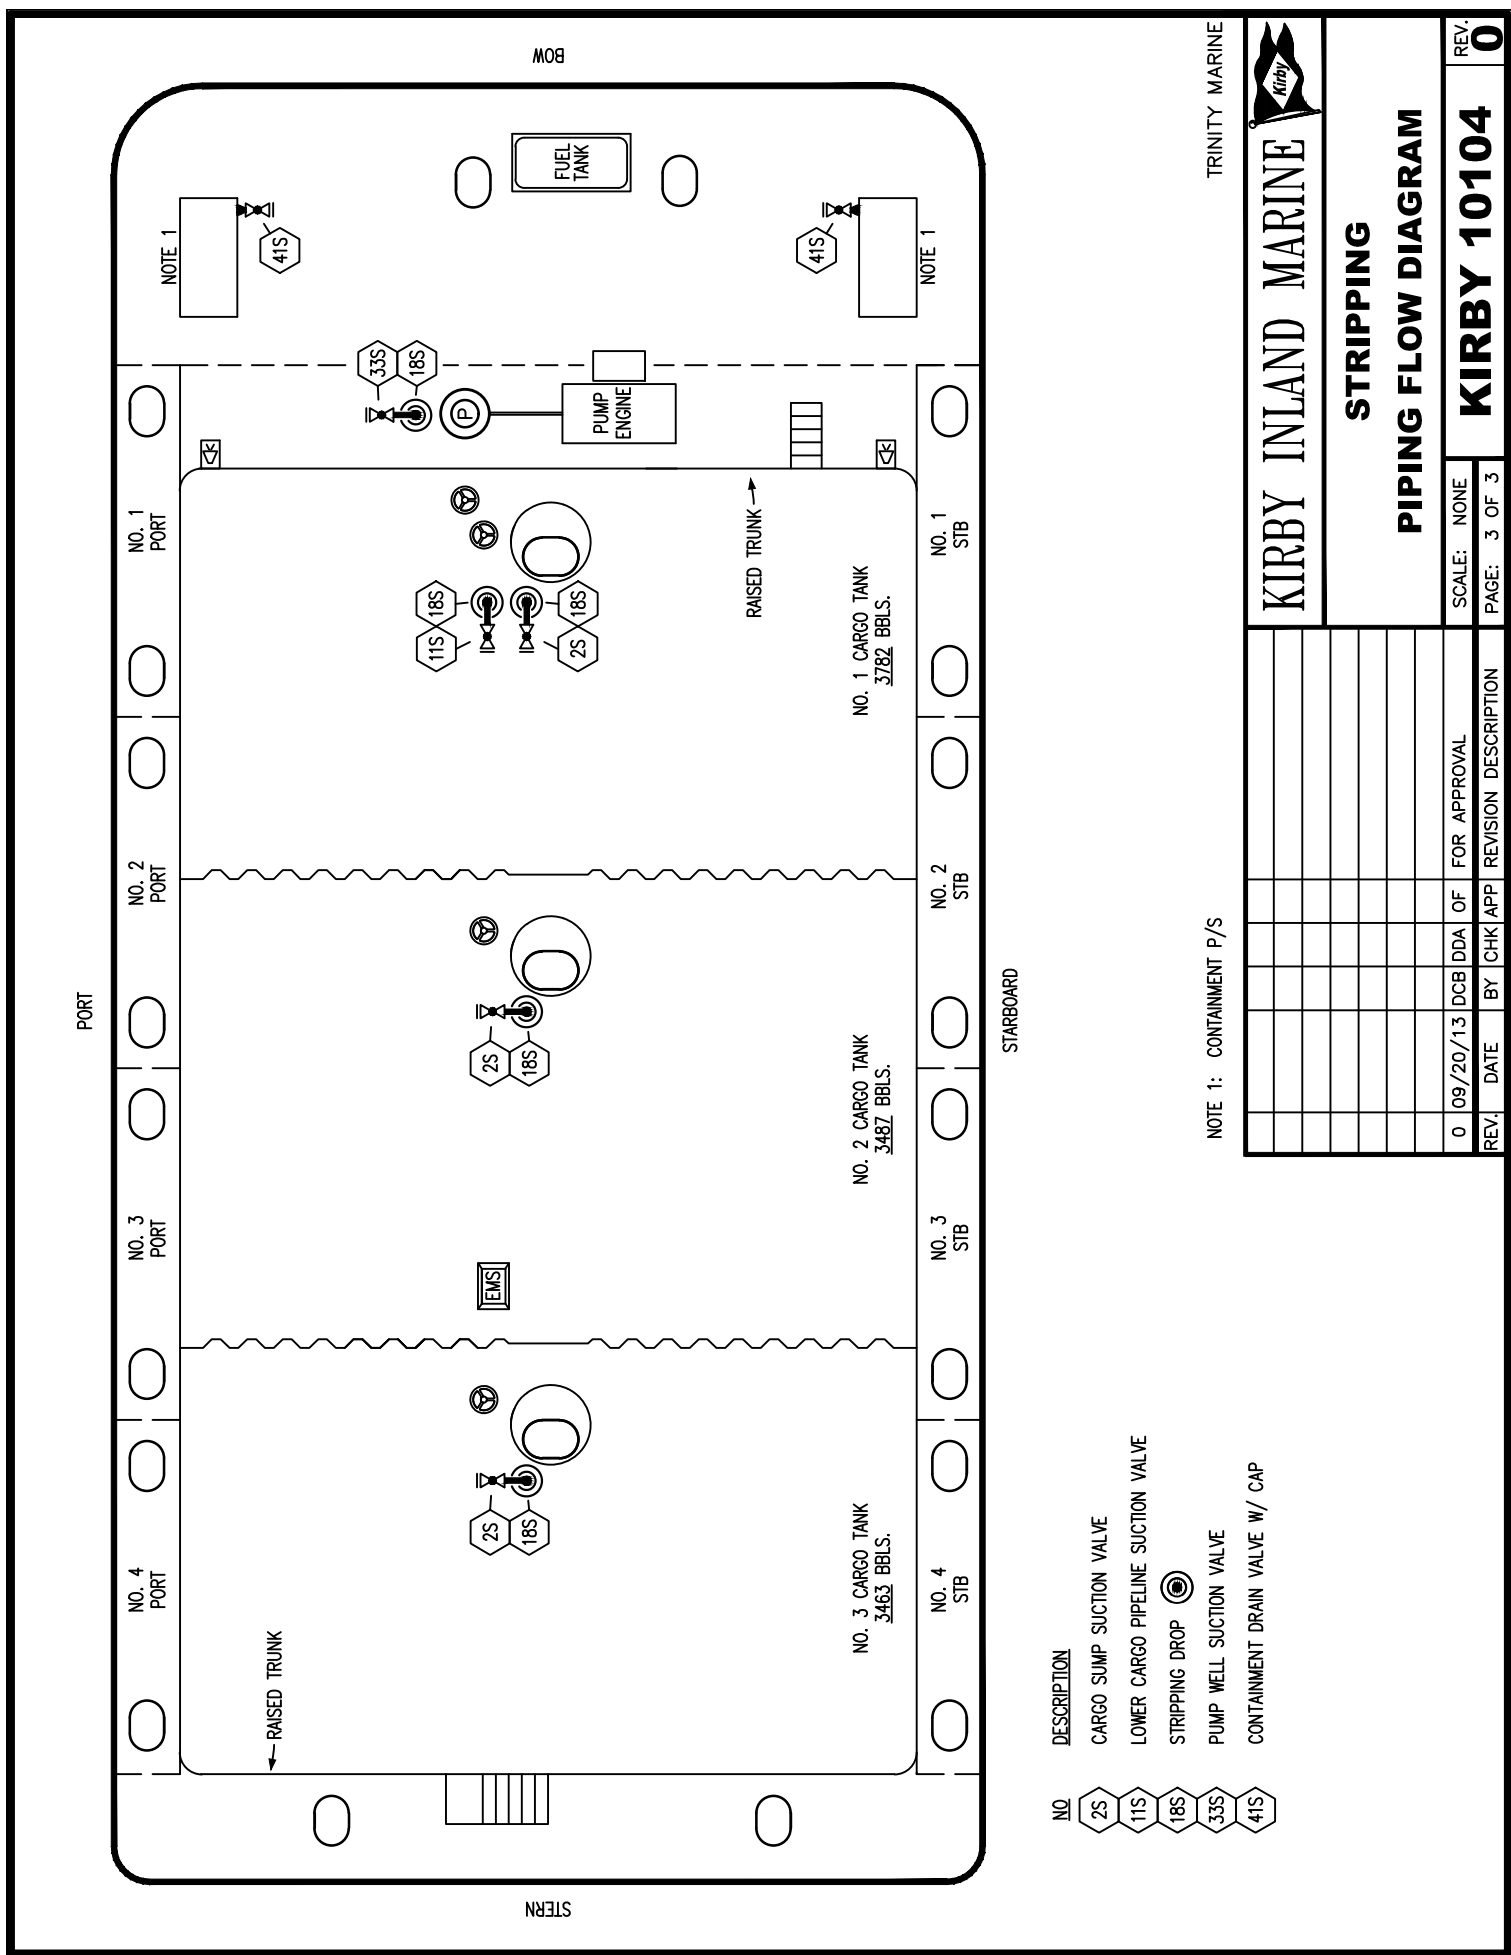 PORT
STERN
BOW
STARBOARD
NO. 4
PORT
NO. 3
PORT
NO. 2
PORT
NO. 1
PORT
NOTE 1
41S
RAISED TRUNK
2S
18S
EMS
2S
18S
11S
18S
2S
18S
33S
18S
P
PUMP
ENGINE
FUEL
TANK
RAISED TRUNK
NO. 3 CARGO TANK
3463 BBLS.
NO. 2 CARGO TANK
3487 BBLS.
NO. 1 CARGO TANK
3782 BBLS.
41S
NOTE 1
NO. 4
STB
NO. 3
STB
NO. 2
STB
NO. 1
STB
NO DESCRIPTION
2S CARGO SUMP SUCTION VALVE
11S LOWER CARGO PIPELINE SUCTION VALVE
18S STRIPPING DROP
33S PUMP WELL SUCTION VALVE
41S CONTAINMENT DRAIN VALVE W/ CAP
NOTE 1: CONTAINMENT P/S
TRINITY MARINE
KIRBY INLAND MARINE
Kirby
STRIPPING
PIPING FLOW DIAGRAM
0 09/20/13 DCB DDA OF FOR APPROVAL
REV. DATE BY CHK APP REVISION DESCRIPTION
SCALE: NONE
PAGE: 3 OF 3
KIRBY 10104
REV.
0